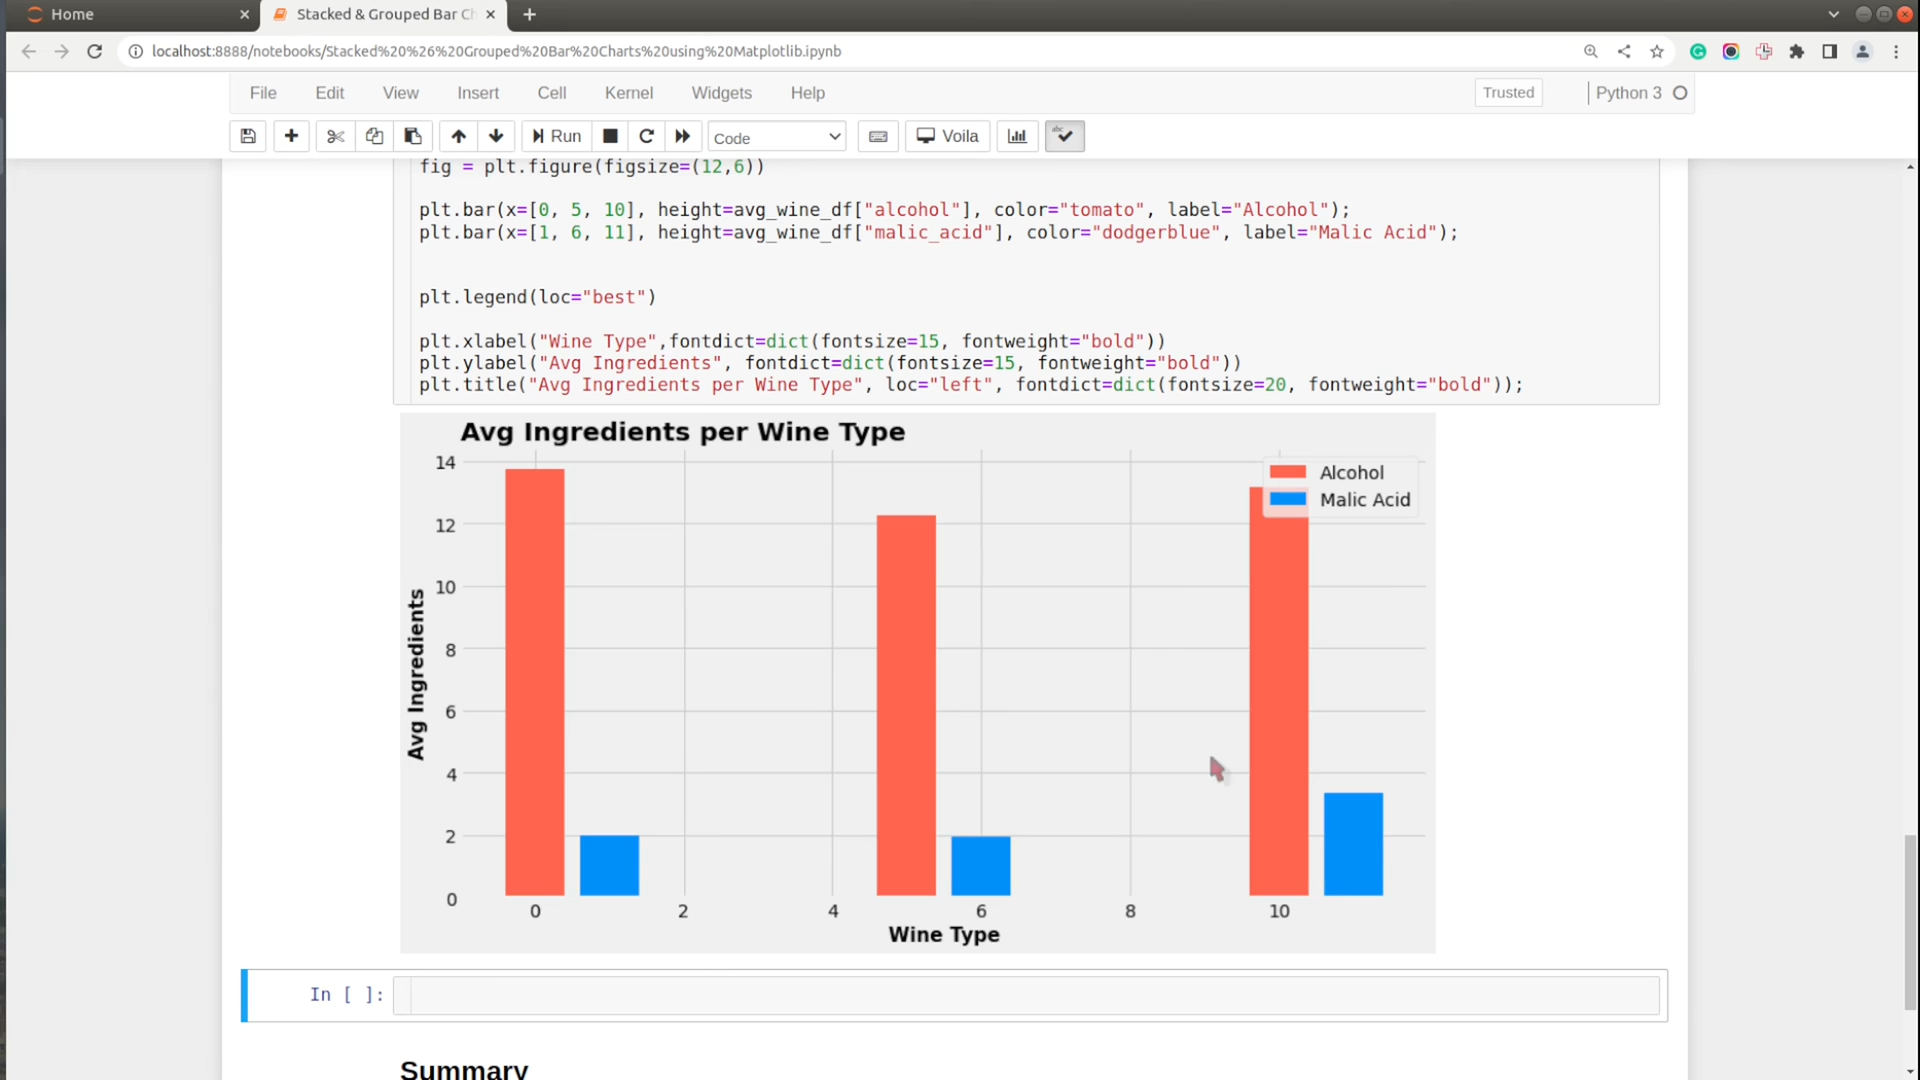 Home
Stacked & Grouped Bar Ch
localhost:8888/notebooks/Stacked%20%26%20Grouped%20Bar%20Charts%20using%20Matplotlib.ipynb
File Edit View Insert Cell Kernel Widgets Help Trusted Python 3
Run Code Voila
fig = plt.figure(figsize=(12,6))
plt.bar(x=[0, 5, 10], height=avg_wine_df["alcohol"], color="tomato", label="Alcohol");
plt.bar(x=[1, 6, 11], height=avg_wine_df["malic_acid"], color="dodgerblue", label="Malic Acid");
plt.legend(loc="best")
plt.xlabel("Wine Type",fontdict=dict(fontsize=15, fontweight="bold"))
plt.ylabel("Avg Ingredients", fontdict=dict(fontsize=15, fontweight="bold"))
plt.title("Avg Ingredients per Wine Type", loc="left", fontdict=dict(fontsize=20, fontweight="bold"));
Avg Ingredients per Wine Type
Alcohol
Malic Acid
Avg Ingredients
14
12
10
8
6
4
2
0
0 2 4 6 8 10
Wine Type
In [ ]:
Summary